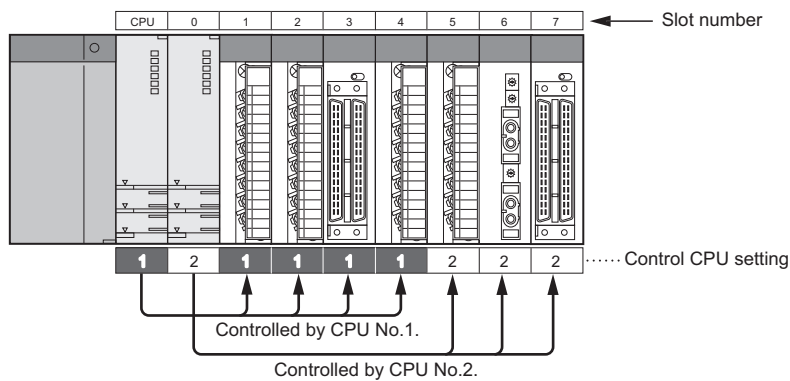 CPU 0 1 2 3 4 5 6 7 Slot number
1 2 1 1 1 1 2 2 2 ...... Control CPU setting
Controlled by CPU No.1.
Controlled by CPU No.2.